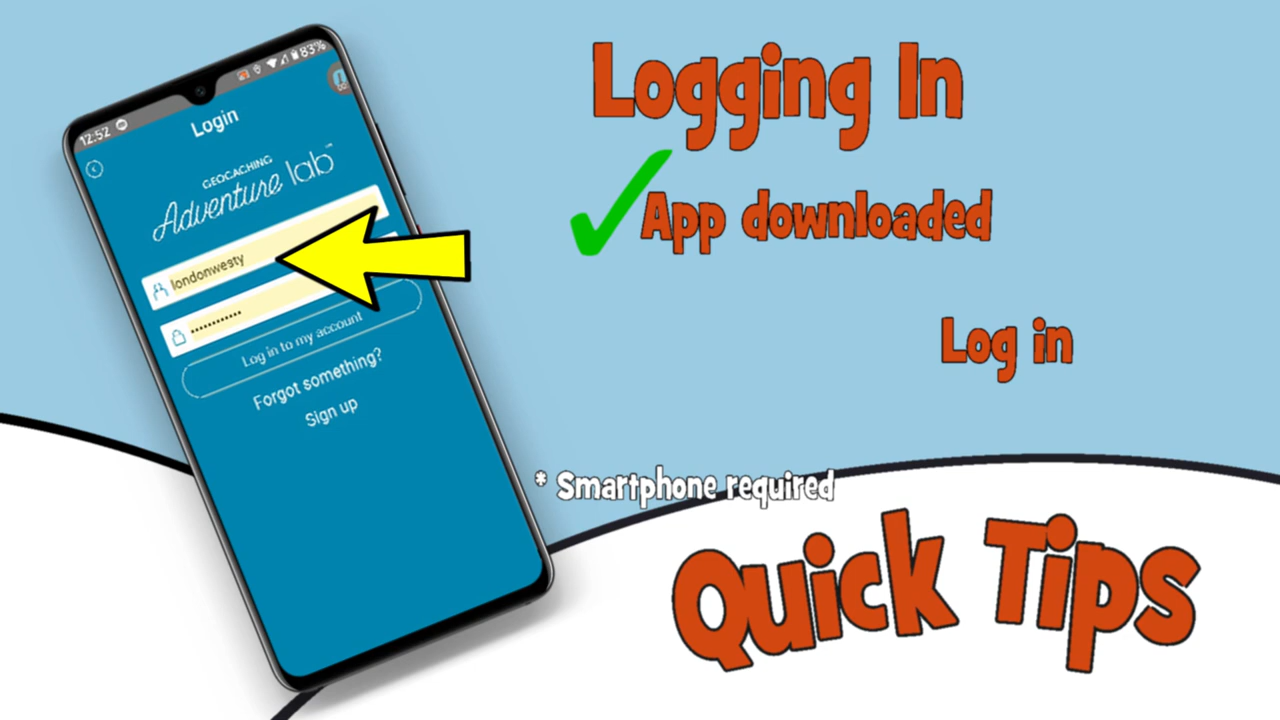 12:52
83%
Login
GEOCACHING
Adventure lab
londonwesty
••••••••••••
Log in to my account
Forgot something?
Sign up
Logging In
App downloaded
Log in
* Smartphone required
Quick Tips